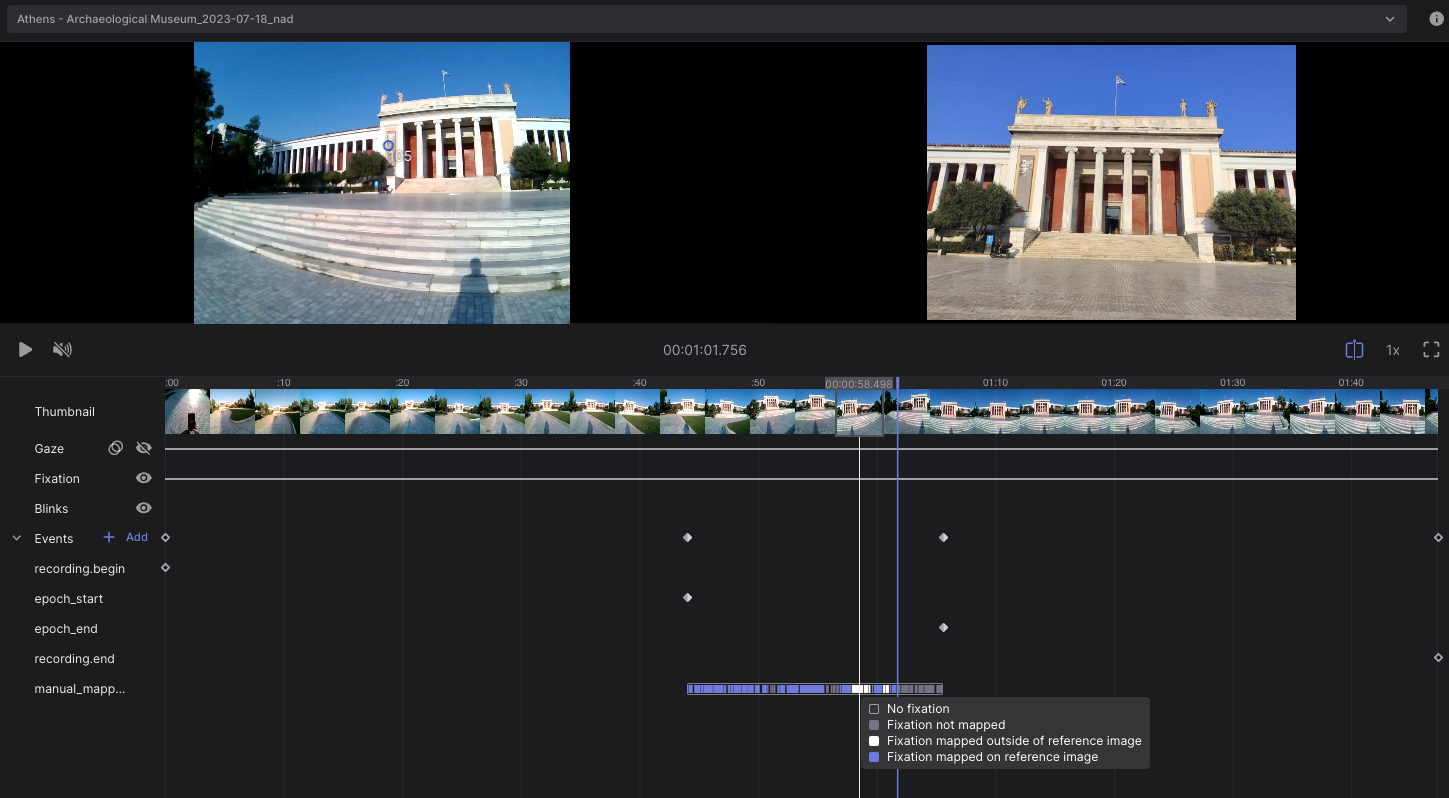 Athens - Archaeological Museum_2023-07-18_nad
105
00:01:01.756
1x
:00 :10 :20 :30 :40 :50 00:00:58.498 01:10 01:20 01:30 01:40
Thumbnail
Gaze
Fixation
Blinks
Events + Add
recording.begin
epoch_start
epoch_end
recording.end
manual_mapp...
No fixation
Fixation not mapped
Fixation mapped outside of reference image
Fixation mapped on reference image